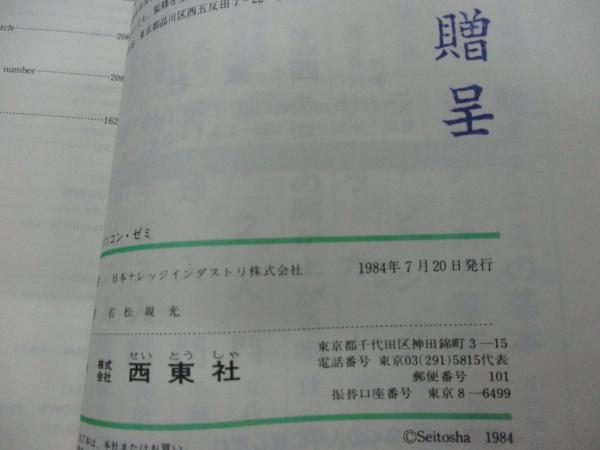 tch
208
number
208
162
東京都品川区西五反田7-22
贈呈
ソコン・ゼミ
日本ナレッジインダストリ株式会社
1984年7月20日発行
若松親光
株式会社 西東社
せい とう しゃ
東京都千代田区神田錦町3―15
電話番号 東京03(291)5815代表
郵便番号 101
振替口座番号 東京8―6499
©Seitosha 1984